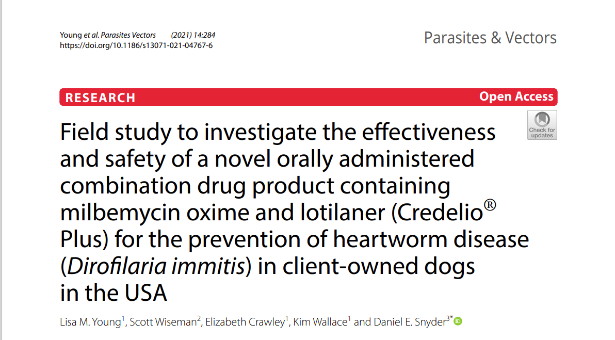 Young et al. Parasites Vectors (2021) 14:284
https://doi.org/10.1186/s13071-021-04767-6
Parasites & Vectors
RESEARCH
Open Access
Check for
updates
Field study to investigate the effectiveness
and safety of a novel orally administered
combination drug product containing
milbemycin oxime and lotilaner (Credelio®
Plus) for the prevention of heartworm disease
(Dirofilaria immitis) in client-owned dogs
in the USA
Lisa M. Young1, Scott Wiseman2, Elizabeth Crawley1, Kim Wallace1 and Daniel E. Snyder3*